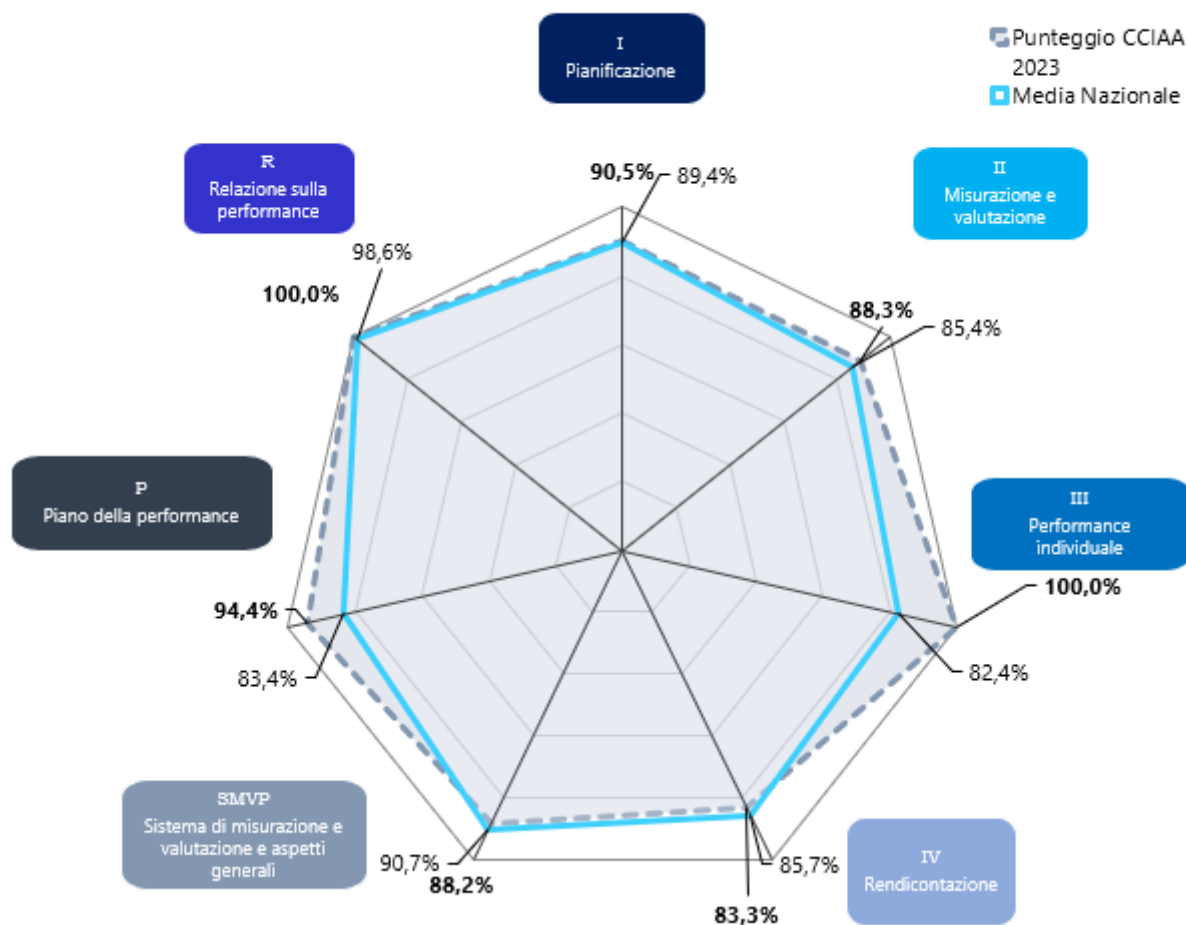 I
Pianificazione
Punteggio CCIAA
2023
Media Nazionale
R
Relazione sulla
performance
II
Misurazione e
valutazione
90,5%
89,4%
98,6%
100,0%
88,3%
85,4%
P
Piano della performance
III
Performance
individuale
100,0%
94,4%
83,4%
82,4%
SMVP
Sistema di misurazione e
valutazione e aspetti
generali
90,7%
88,2%
85,7%
83,3%
IV
Rendicontazione